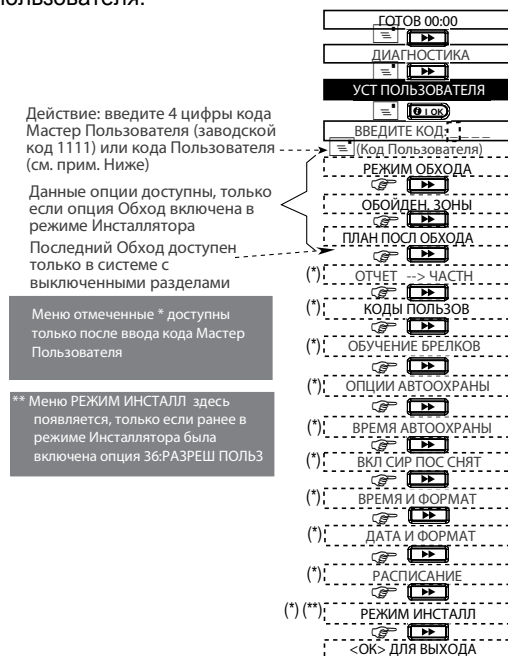 пользователя.
ГОТОВ 00:00
ДИАГНОСТИКА
УСТ ПОЛЬЗОВАТЕЛЯ
Действие: введите 4 цифры кода
Мастер Пользователя (заводской
код 1111) или кода Пользователя
(см. прим. Ниже)
ВВЕДИТЕ КОД: _ _ _ _
(Код Пользователя)
Данные опции доступны, только
если опция Обход включена в
режиме Инсталлятора
РЕЖИМ ОБХОДА
ОБОЙДЕН. ЗОНЫ
Последний Обход доступен
только в системе с
выключенными разделами
ПЛАН ПОСЛ ОБХОДА
(*) ОТЧЕТ --> ЧАСТН
(*) КОДЫ ПОЛЬЗОВ
Меню отмеченные * доступны
только после ввода кода Мастер
Пользователя
(*) ОБУЧЕНИЕ БРЕЛКОВ
(*) ОПЦИИ АВТООХРАНЫ
** Меню РЕЖИМ ИНСТАЛЛ здесь
появляется, только если ранее в
режиме Инсталлятора была
включена опция 36:РАЗРЕШ ПОЛЬЗ
(*) ВРЕМЯ АВТООХРАНЫ
(*) ВКЛ СИР ПОС СНЯТ
(*) ВРЕМЯ И ФОРМАТ
(*) ДАТА И ФОРМАТ
(*) РАСПИСАНИЕ
(*) (**) РЕЖИМ ИНСТАЛЛ
<OK> ДЛЯ ВЫХОДА